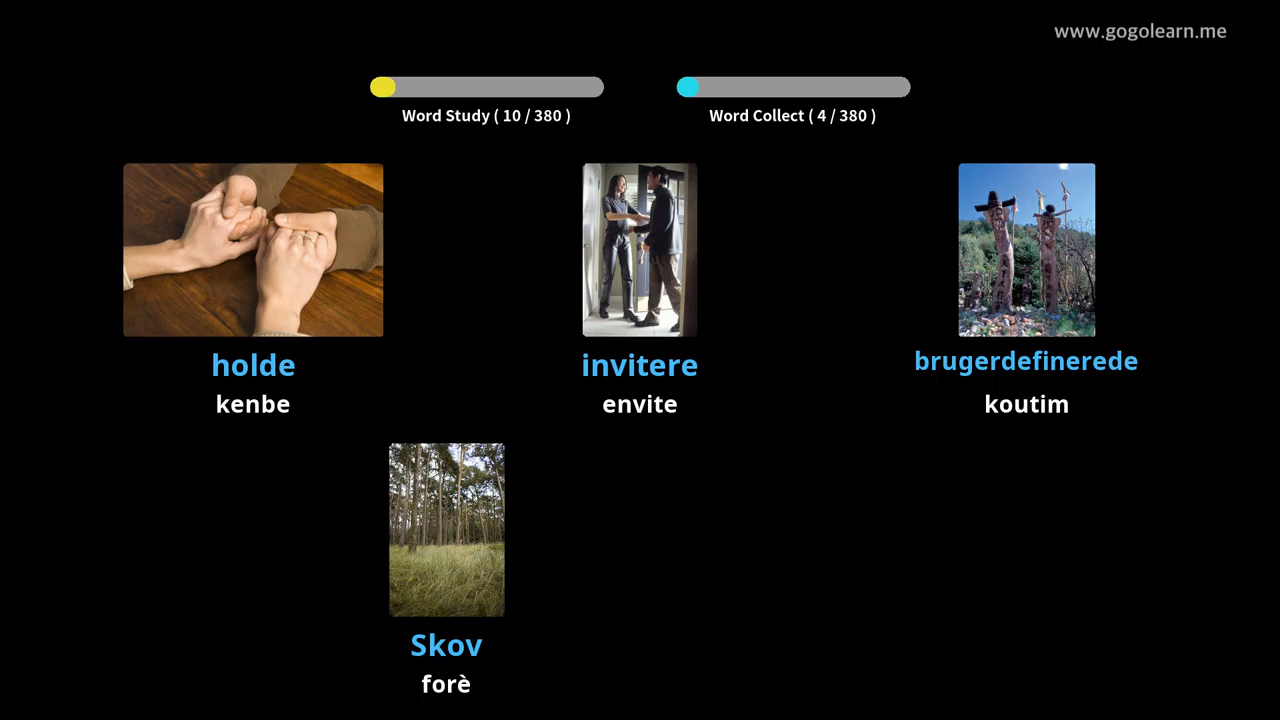 www.gogolearn.me
Word Study ( 10 / 380 )
Word Collect ( 4 / 380 )
holde
invitere
brugerdefinerede
kenbe
envite
koutim
Skov
forè